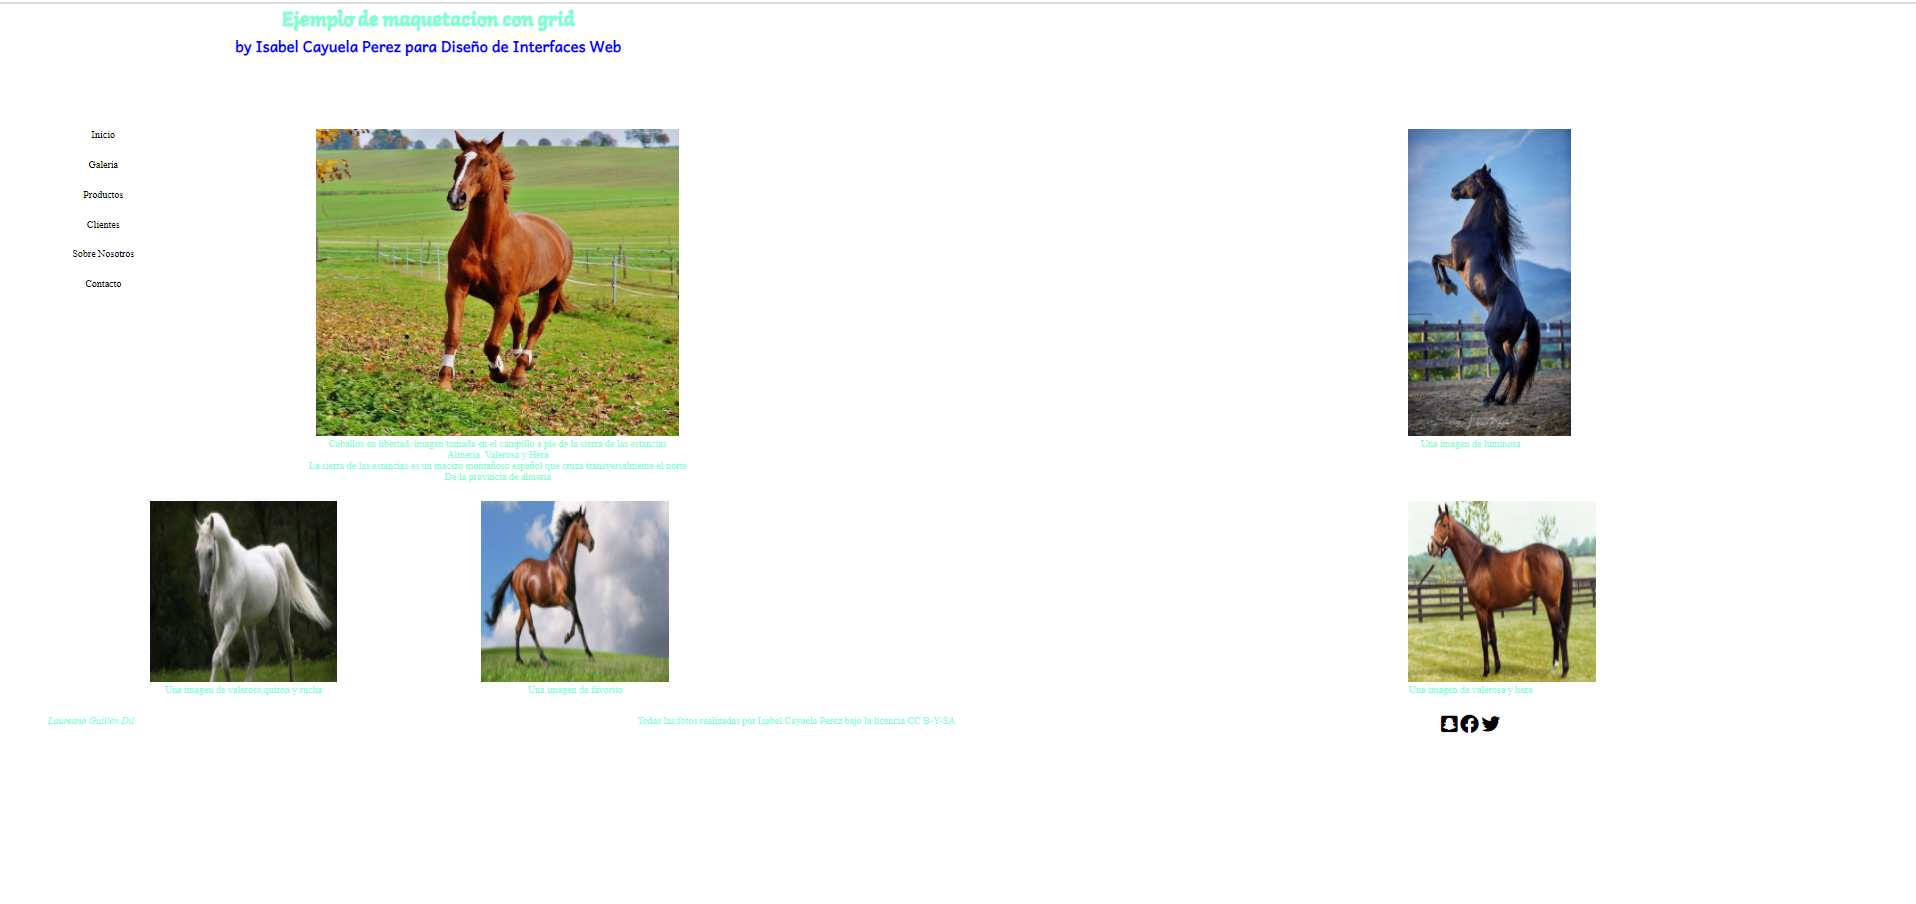 Ejemplo de maquetacion con grid
by Isabel Cayuela Perez para Diseño de Interfaces Web
Inicio
Galeria
Productos
Clientes
Sobre Nosotros
Contacto
Caballos en libertad, imagen tomada en el campillo a pie de la sierra de las estancias
Almeria. Valerosa y Hera
La sierra de las estancias es un macizo montañoso español que cruza transversalmente el norte
De la provincia de almeria
Una imagen de luminosa
Una imagen de valerosa,quiron y rucha
Una imagen de favorito
Una imagen de valerosa y hera
Laureano Guillen Dil
Todas las fotos realizadas por Isabel Cayuela Perez bajo la licencia CC B-Y-SA